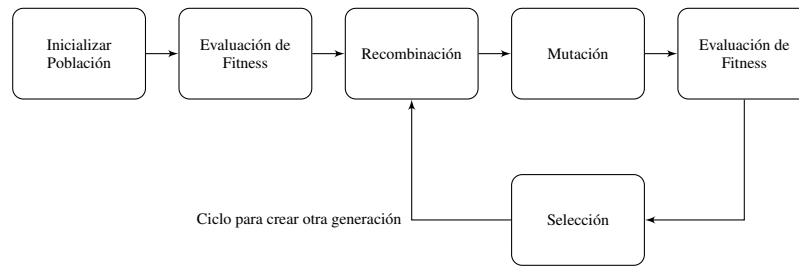 Inicializar
Población
Evaluación de
Fitness
Recombinación
Mutación
Evaluación de
Fitness
Ciclo para crear otra generación
Selección